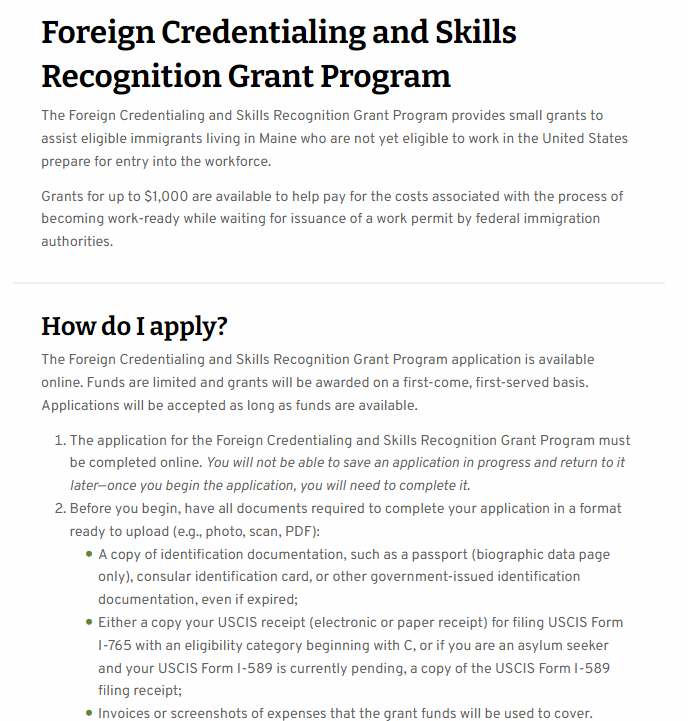 Foreign Credentialing and Skills
Recognition Grant Program
The Foreign Credentialing and Skills Recognition Grant Program provides small grants to
assist eligible immigrants living in Maine who are not yet eligible to work in the United States
prepare for entry into the workforce.
Grants for up to $1,000 are available to help pay for the costs associated with the process of
becoming work-ready while waiting for issuance of a work permit by federal immigration
authorities.
How do I apply?
The Foreign Credentialing and Skills Recognition Grant Program application is available
online. Funds are limited and grants will be awarded on a first-come, first-served basis.
Applications will be accepted as long as funds are available.
1. The application for the Foreign Credentialing and Skills Recognition Grant Program must
be completed online. You will not be able to save an application in progress and return to it
later—once you begin the application, you will need to complete it.
2. Before you begin, have all documents required to complete your application in a format
ready to upload (e.g., photo, scan, PDF):
• A copy of identification documentation, such as a passport (biographic data page
only), consular identification card, or other government-issued identification
documentation, even if expired;
• Either a copy your USCIS receipt (electronic or paper receipt) for filing USCIS Form
I-765 with an eligibility category beginning with C, or if you are an asylum seeker
and your USCIS Form I-589 is currently pending, a copy of the USCIS Form I-589
filing receipt;
• Invoices or screenshots of expenses that the grant funds will be used to cover.